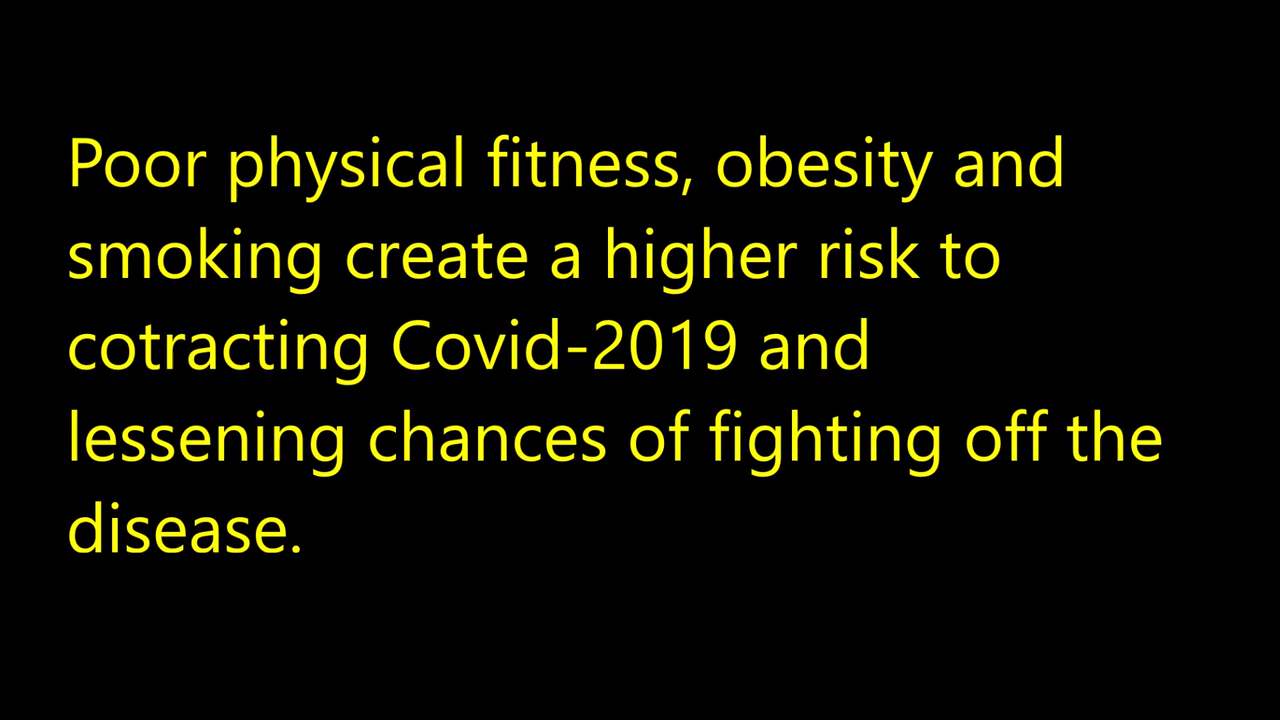 Poor physical fitness, obesity and
smoking create a higher risk to
cotracting Covid-2019 and
lessening chances of fighting off the
disease.